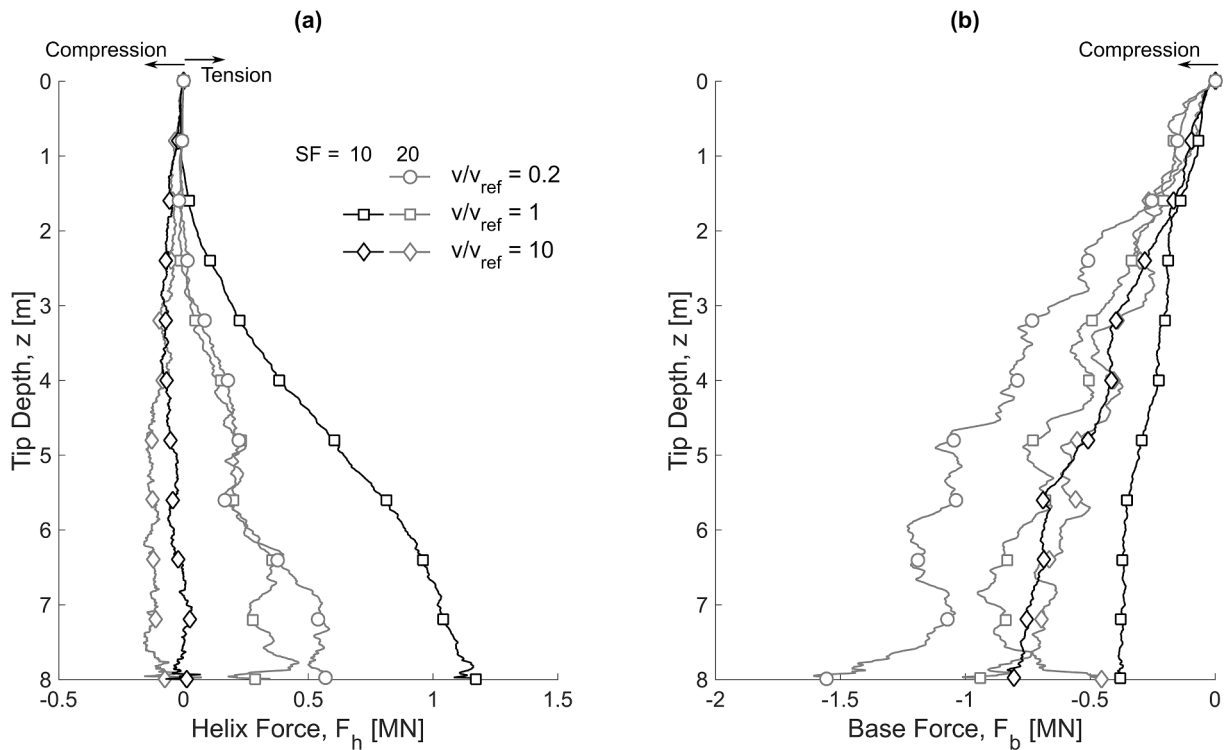 (a)
(b)
Compression
Tension
Compression
SF = 10 20
v/v_ref = 0.2
v/v_ref = 1
v/v_ref = 10
0
1
2
3
4
5
6
7
8
Tip Depth, z [m]
-0.5 0 0.5 1 1.5
Helix Force, F_h [MN]
0
1
2
3
4
5
6
7
8
Tip Depth, z [m]
-2 -1.5 -1 -0.5 0
Base Force, F_b [MN]